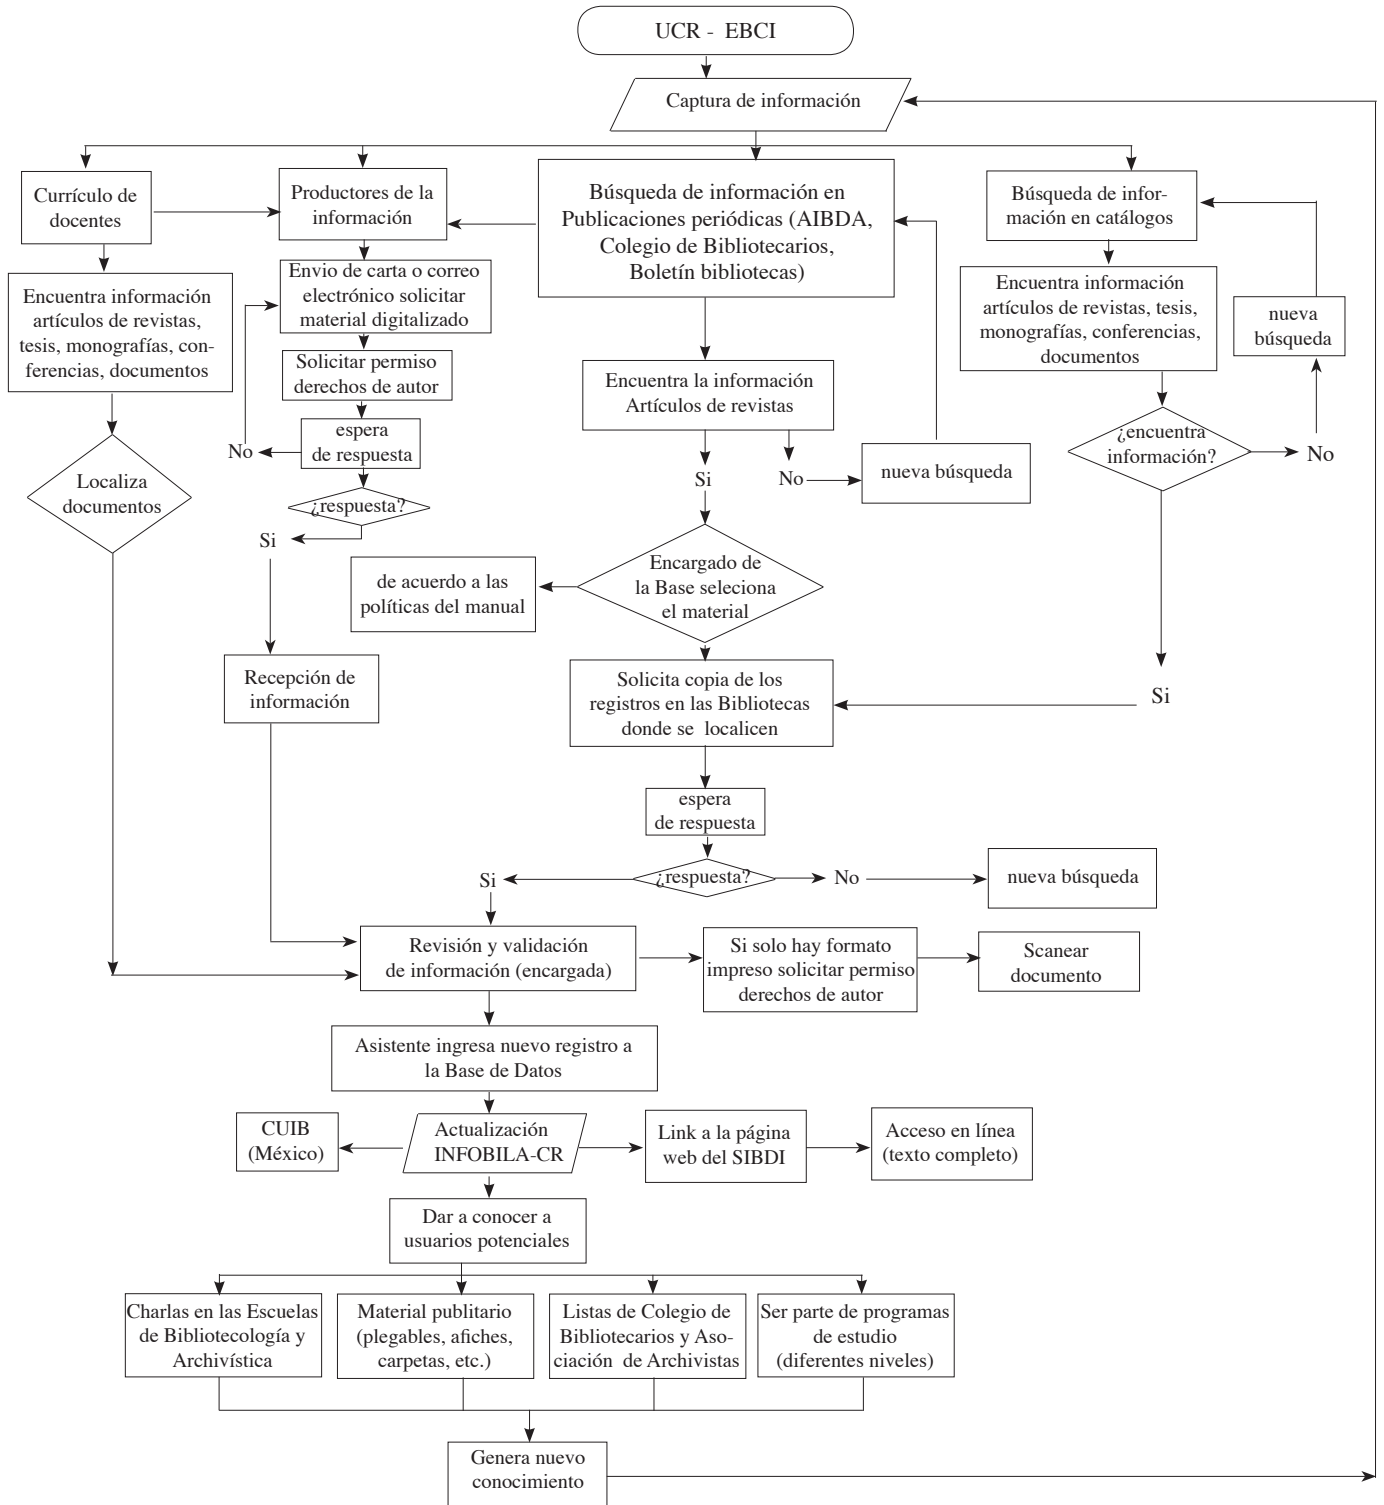 UCR - EBCI
Captura de información
Currículo de
docentes
Productores de la
información
Búsqueda de información en
Publicaciones periódicas (AIBDA,
Colegio de Bibliotecarios,
Boletín bibliotecas)
Búsqueda de infor-
mación en catálogos
Encuentra información
artículos de revistas,
tesis, monografías, con-
ferencias, documentos
Envio de carta o correo
electrónico solicitar
material digitalizado
Encuentra información
artículos de revistas, tesis,
monografías, conferencias,
documentos
nueva
búsqueda
Solicitar permiso
derechos de autor
Encuentra la información
Artículos de revistas
espera
de respuesta
No
¿encuentra
información?
No
Localiza
documentos
Si
No
nueva búsqueda
¿respuesta?
Si
de acuerdo a las
políticas del manual
Encargado de
la Base seleciona
el material
Recepción de
información
Solicita copia de los
registros en las Bibliotecas
donde se localicen
Si
espera
de respuesta
Si
¿respuesta?
No
nueva búsqueda
Revisión y validación
de información (encargada)
Si solo hay formato
impreso solicitar permiso
derechos de autor
Scanear
documento
Asistente ingresa nuevo registro a
la Base de Datos
CUIB
(México)
Actualización
INFOBILA-CR
Link a la página
web del SIBDI
Acceso en línea
(texto completo)
Dar a conocer a
usuarios potenciales
Charlas en las Escuelas
de Bibliotecología y
Archivística
Material publitario
(plegables, afiches,
carpetas, etc.)
Listas de Colegio de
Bibliotecarios y Aso-
ciación de Archivistas
Ser parte de programas
de estudio
(diferentes niveles)
Genera nuevo
conocimiento